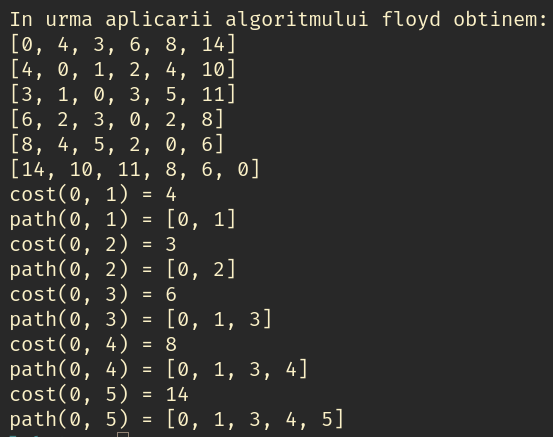 In urma aplicarii algoritmului floyd obtinem:
[0, 4, 3, 6, 8, 14]
[4, 0, 1, 2, 4, 10]
[3, 1, 0, 3, 5, 11]
[6, 2, 3, 0, 2, 8]
[8, 4, 5, 2, 0, 6]
[14, 10, 11, 8, 6, 0]
cost(0, 1) = 4
path(0, 1) = [0, 1]
cost(0, 2) = 3
path(0, 2) = [0, 2]
cost(0, 3) = 6
path(0, 3) = [0, 1, 3]
cost(0, 4) = 8
path(0, 4) = [0, 1, 3, 4]
cost(0, 5) = 14
path(0, 5) = [0, 1, 3, 4, 5]